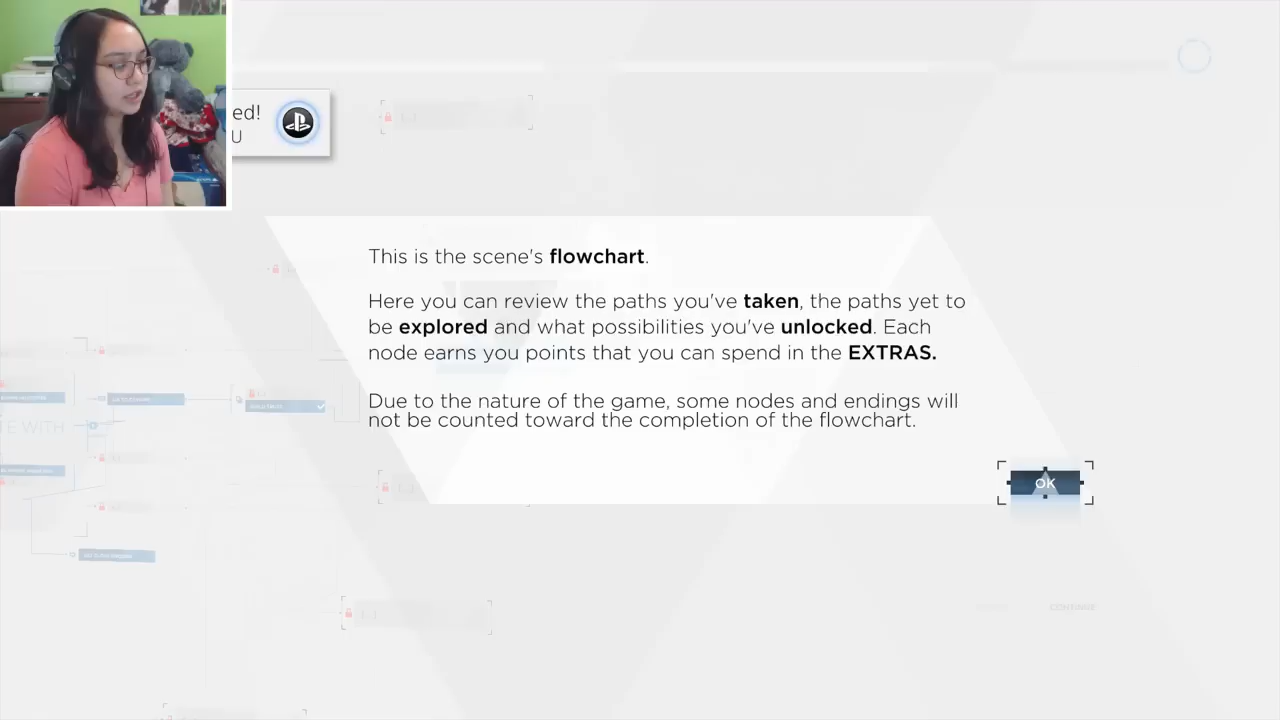 ed!
U
This is the scene's flowchart.
Here you can review the paths you've taken, the paths yet to
be explored and what possibilities you've unlocked. Each
node earns you points that you can spend in the EXTRAS.
Due to the nature of the game, some nodes and endings will
not be counted toward the completion of the flowchart.
TE WITH
OK
CONTINUE